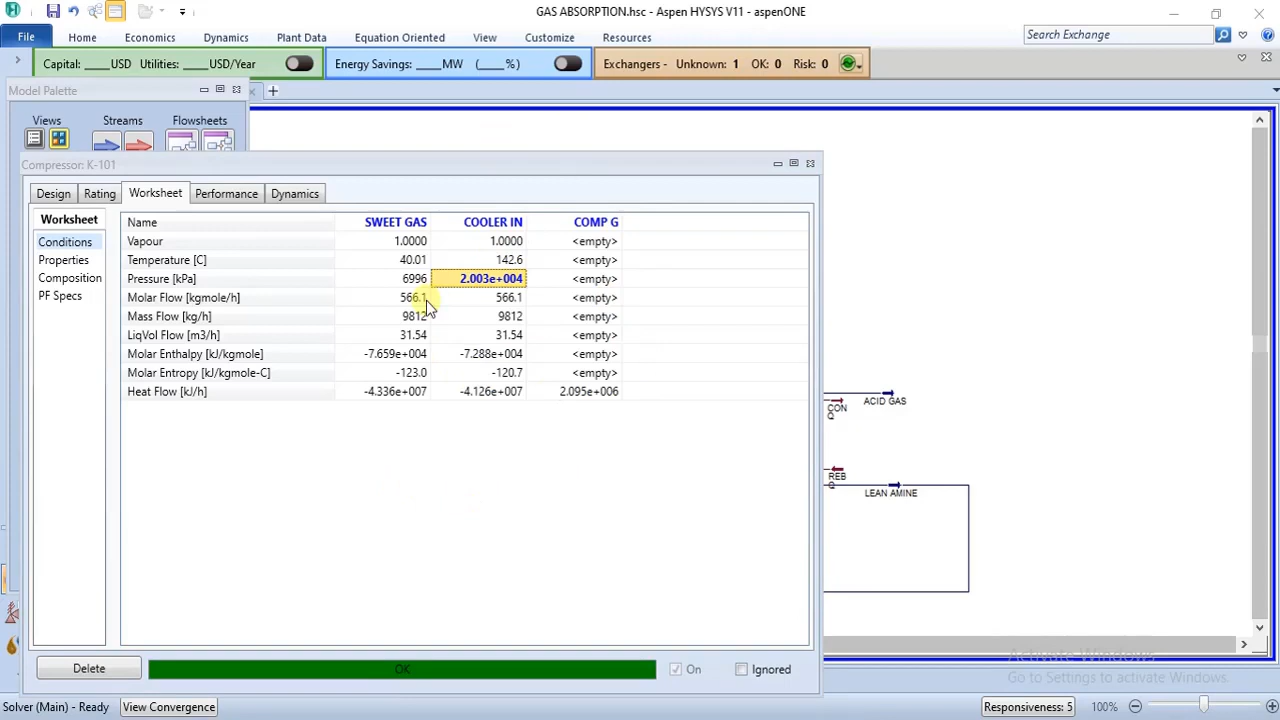 GAS ABSORPTION.hsc - Aspen HYSYS V11 - aspenONE
File Home Economics Dynamics Plant Data Equation Oriented View Customize Resources Search Exchange
Capital: ____USD Utilities: ____USD/Year Energy Savings: ____MW (____%) Exchangers - Unknown: 1 OK: 0 Risk: 0
Model Palette
Views Streams Flowsheets
Compressor: K-101
Design Rating Worksheet Performance Dynamics
Worksheet
Conditions
Properties
Composition
PF Specs
Name SWEET GAS COOLER IN COMP G
Vapour 1.0000 1.0000 <empty>
Temperature [C] 40.01 142.6 <empty>
Pressure [kPa] 6996 2.003e+004 <empty>
Molar Flow [kgmole/h] 566.1 566.1 <empty>
Mass Flow [kg/h] 9812 9812 <empty>
LiqVol Flow [m3/h] 31.54 31.54 <empty>
Molar Enthalpy [kJ/kgmole] -7.659e+004 -7.288e+004 <empty>
Molar Entropy [kJ/kgmole-C] -123.0 -120.7 <empty>
Heat Flow [kJ/h] -4.336e+007 -4.126e+007 2.095e+006
CON
Q
ACID GAS
REB
Q
LEAN AMINE
Delete OK On Ignored
Activate Windows
Go to Settings to activate Windows.
Solver (Main) - Ready View Convergence Responsiveness: 5 100%